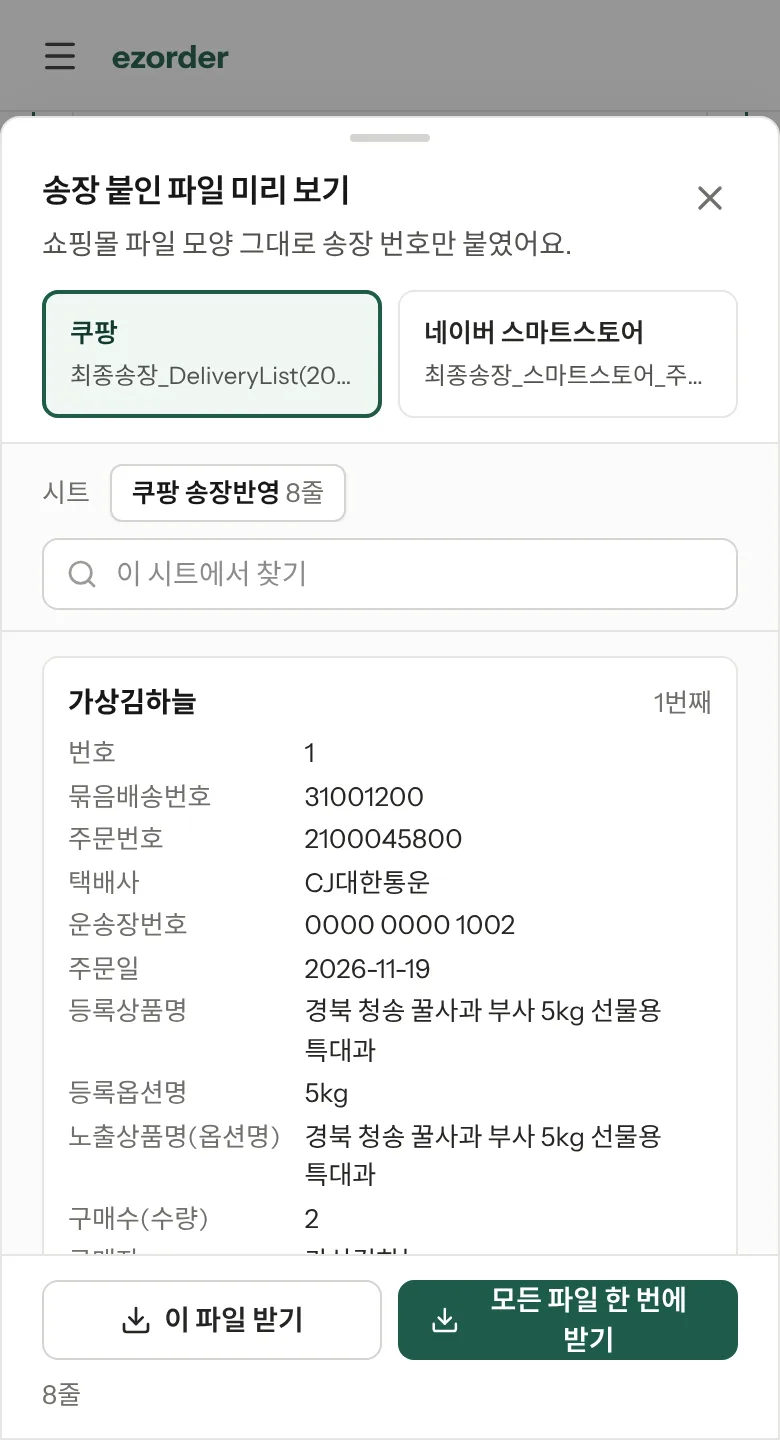 ezorder
송장 붙인 파일 미리 보기
쇼핑몰 파일 모양 그대로 송장 번호만 붙였어요.
쿠팡
최종송장_DeliveryList(20...
네이버 스마트스토어
최종송장_스마트스토어_주...
시트
쿠팡 송장반영 8줄
이 시트에서 찾기
가상김하늘
1번째
번호 1
묶음배송번호 31001200
주문번호 2100045800
택배사 CJ대한통운
운송장번호 0000 0000 1002
주문일 2026-11-19
등록상품명 경북 청송 꿀사과 부사 5kg 선물용
특대과
등록옵션명 5kg
노출상품명(옵션명) 경북 청송 꿀사과 부사 5kg 선물용
특대과
구매수(수량) 2
이 파일 받기
모든 파일 한 번에
받기
8줄